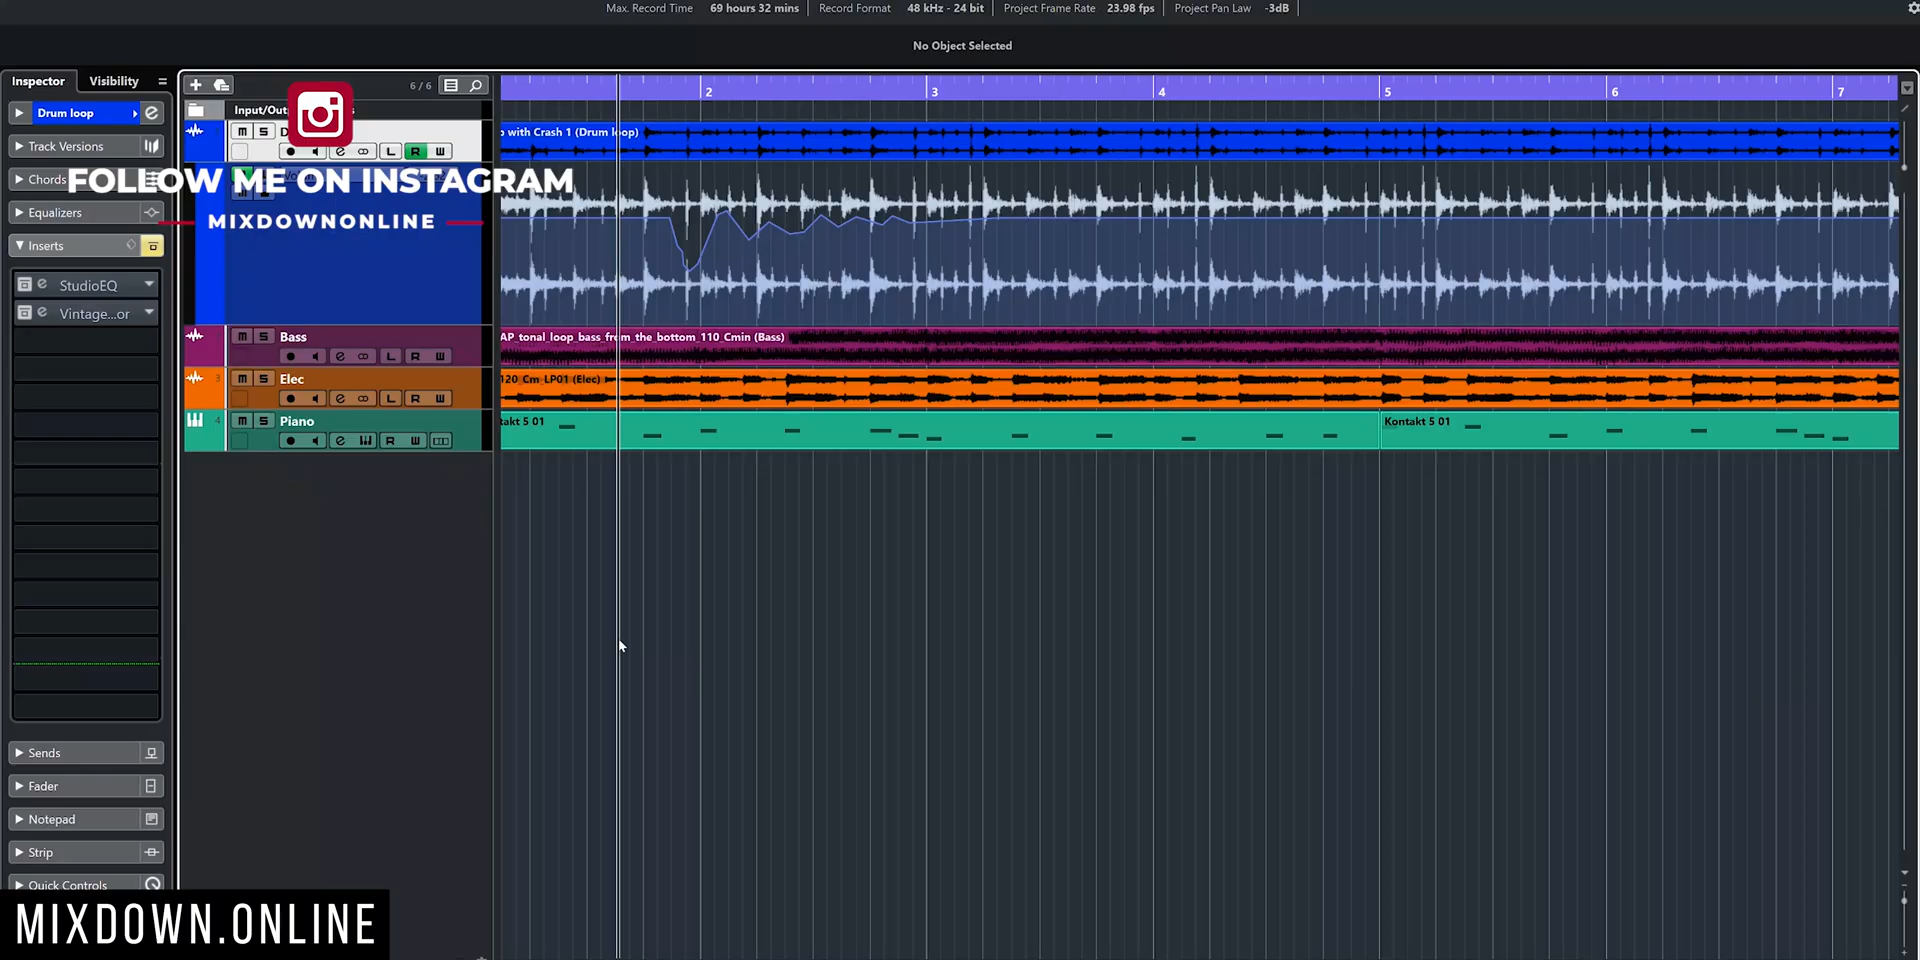 Max. Record Time 69 hours 32 mins Record Format 48 kHz - 24 bit Project Frame Rate 23.98 fps Project Pan Law -3dB
No Object Selected
Inspector Visibility
6 / 6
2 3 4 5 6 7
Drum loop
Input/Ou
M S D
p with Crash 1 (Drum loop)
L R W
Track Versions
Chords
FOLLOW ME ON INSTAGRAM
MIXDOWNONLINE
Equalizers
Inserts
StudioEQ
Vintage...or
M S Bass
AP_tonal_loop_bass_from_the_bottom_110_Cmin (Bass)
L R W
3 M S Elec
120_Cm_LP01 (Elec)
L R W
4 M S Piano
takt 5 01
Kontakt 5 01
R W
Sends
Fader
Notepad
Strip
Quick Controls
MIXDOWN.ONLINE